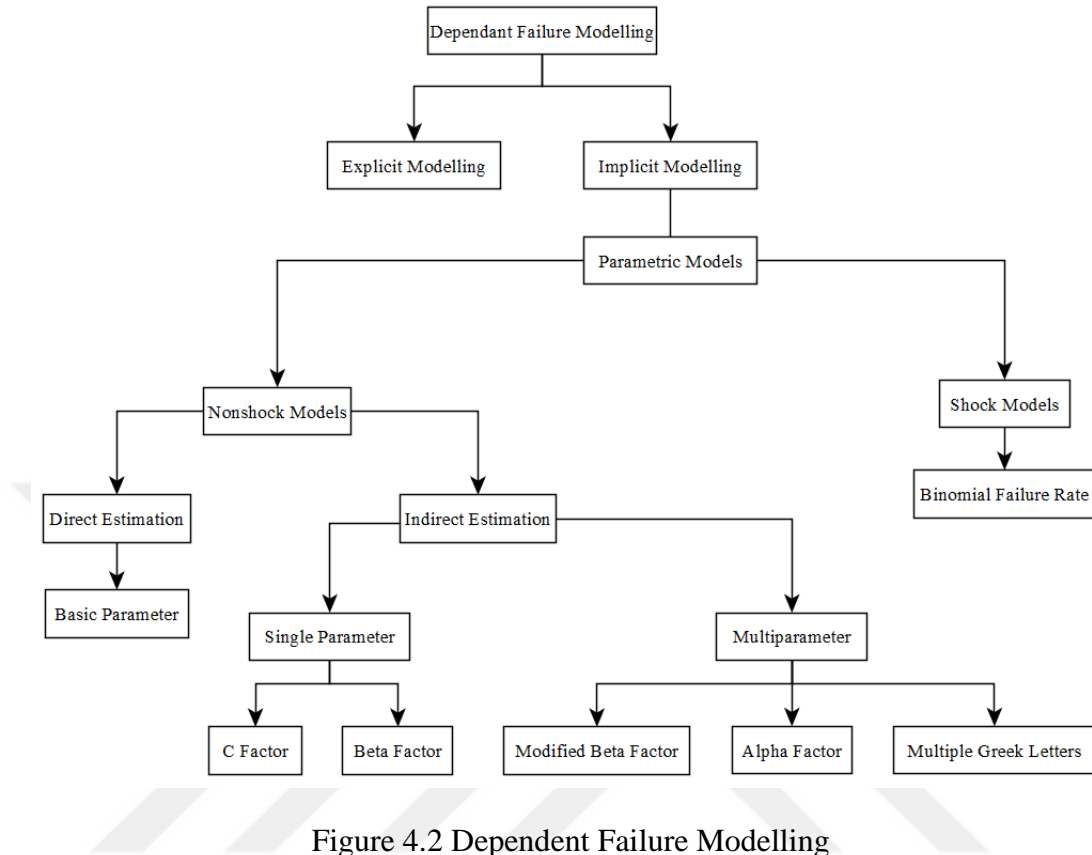 Dependant Failure Modelling
Explicit Modelling
Implicit Modelling
Parametric Models
Nonshock Models
Shock Models
Direct Estimation
Indirect Estimation
Binomial Failure Rate
Basic Parameter
Single Parameter
Multiparameter
C Factor
Beta Factor
Modified Beta Factor
Alpha Factor
Multiple Greek Letters
Figure 4.2 Dependent Failure Modelling